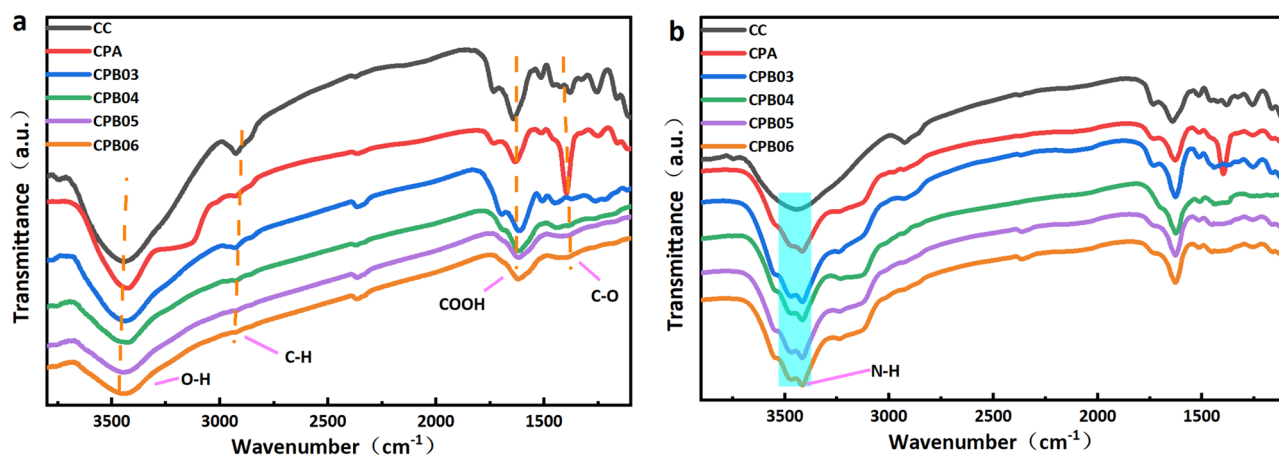 a
CC
CPA
CPB03
CPB04
CPB05
CPB06
O-H
C-H
COOH
C-O
Transmittance（a.u.）
3500
3000
2500
2000
1500
Wavenumber（cm-1）
b
CC
CPA
CPB03
CPB04
CPB05
CPB06
N-H
Transmittance（a.u.）
3500
3000
2500
2000
1500
Wavenumber（cm-1）